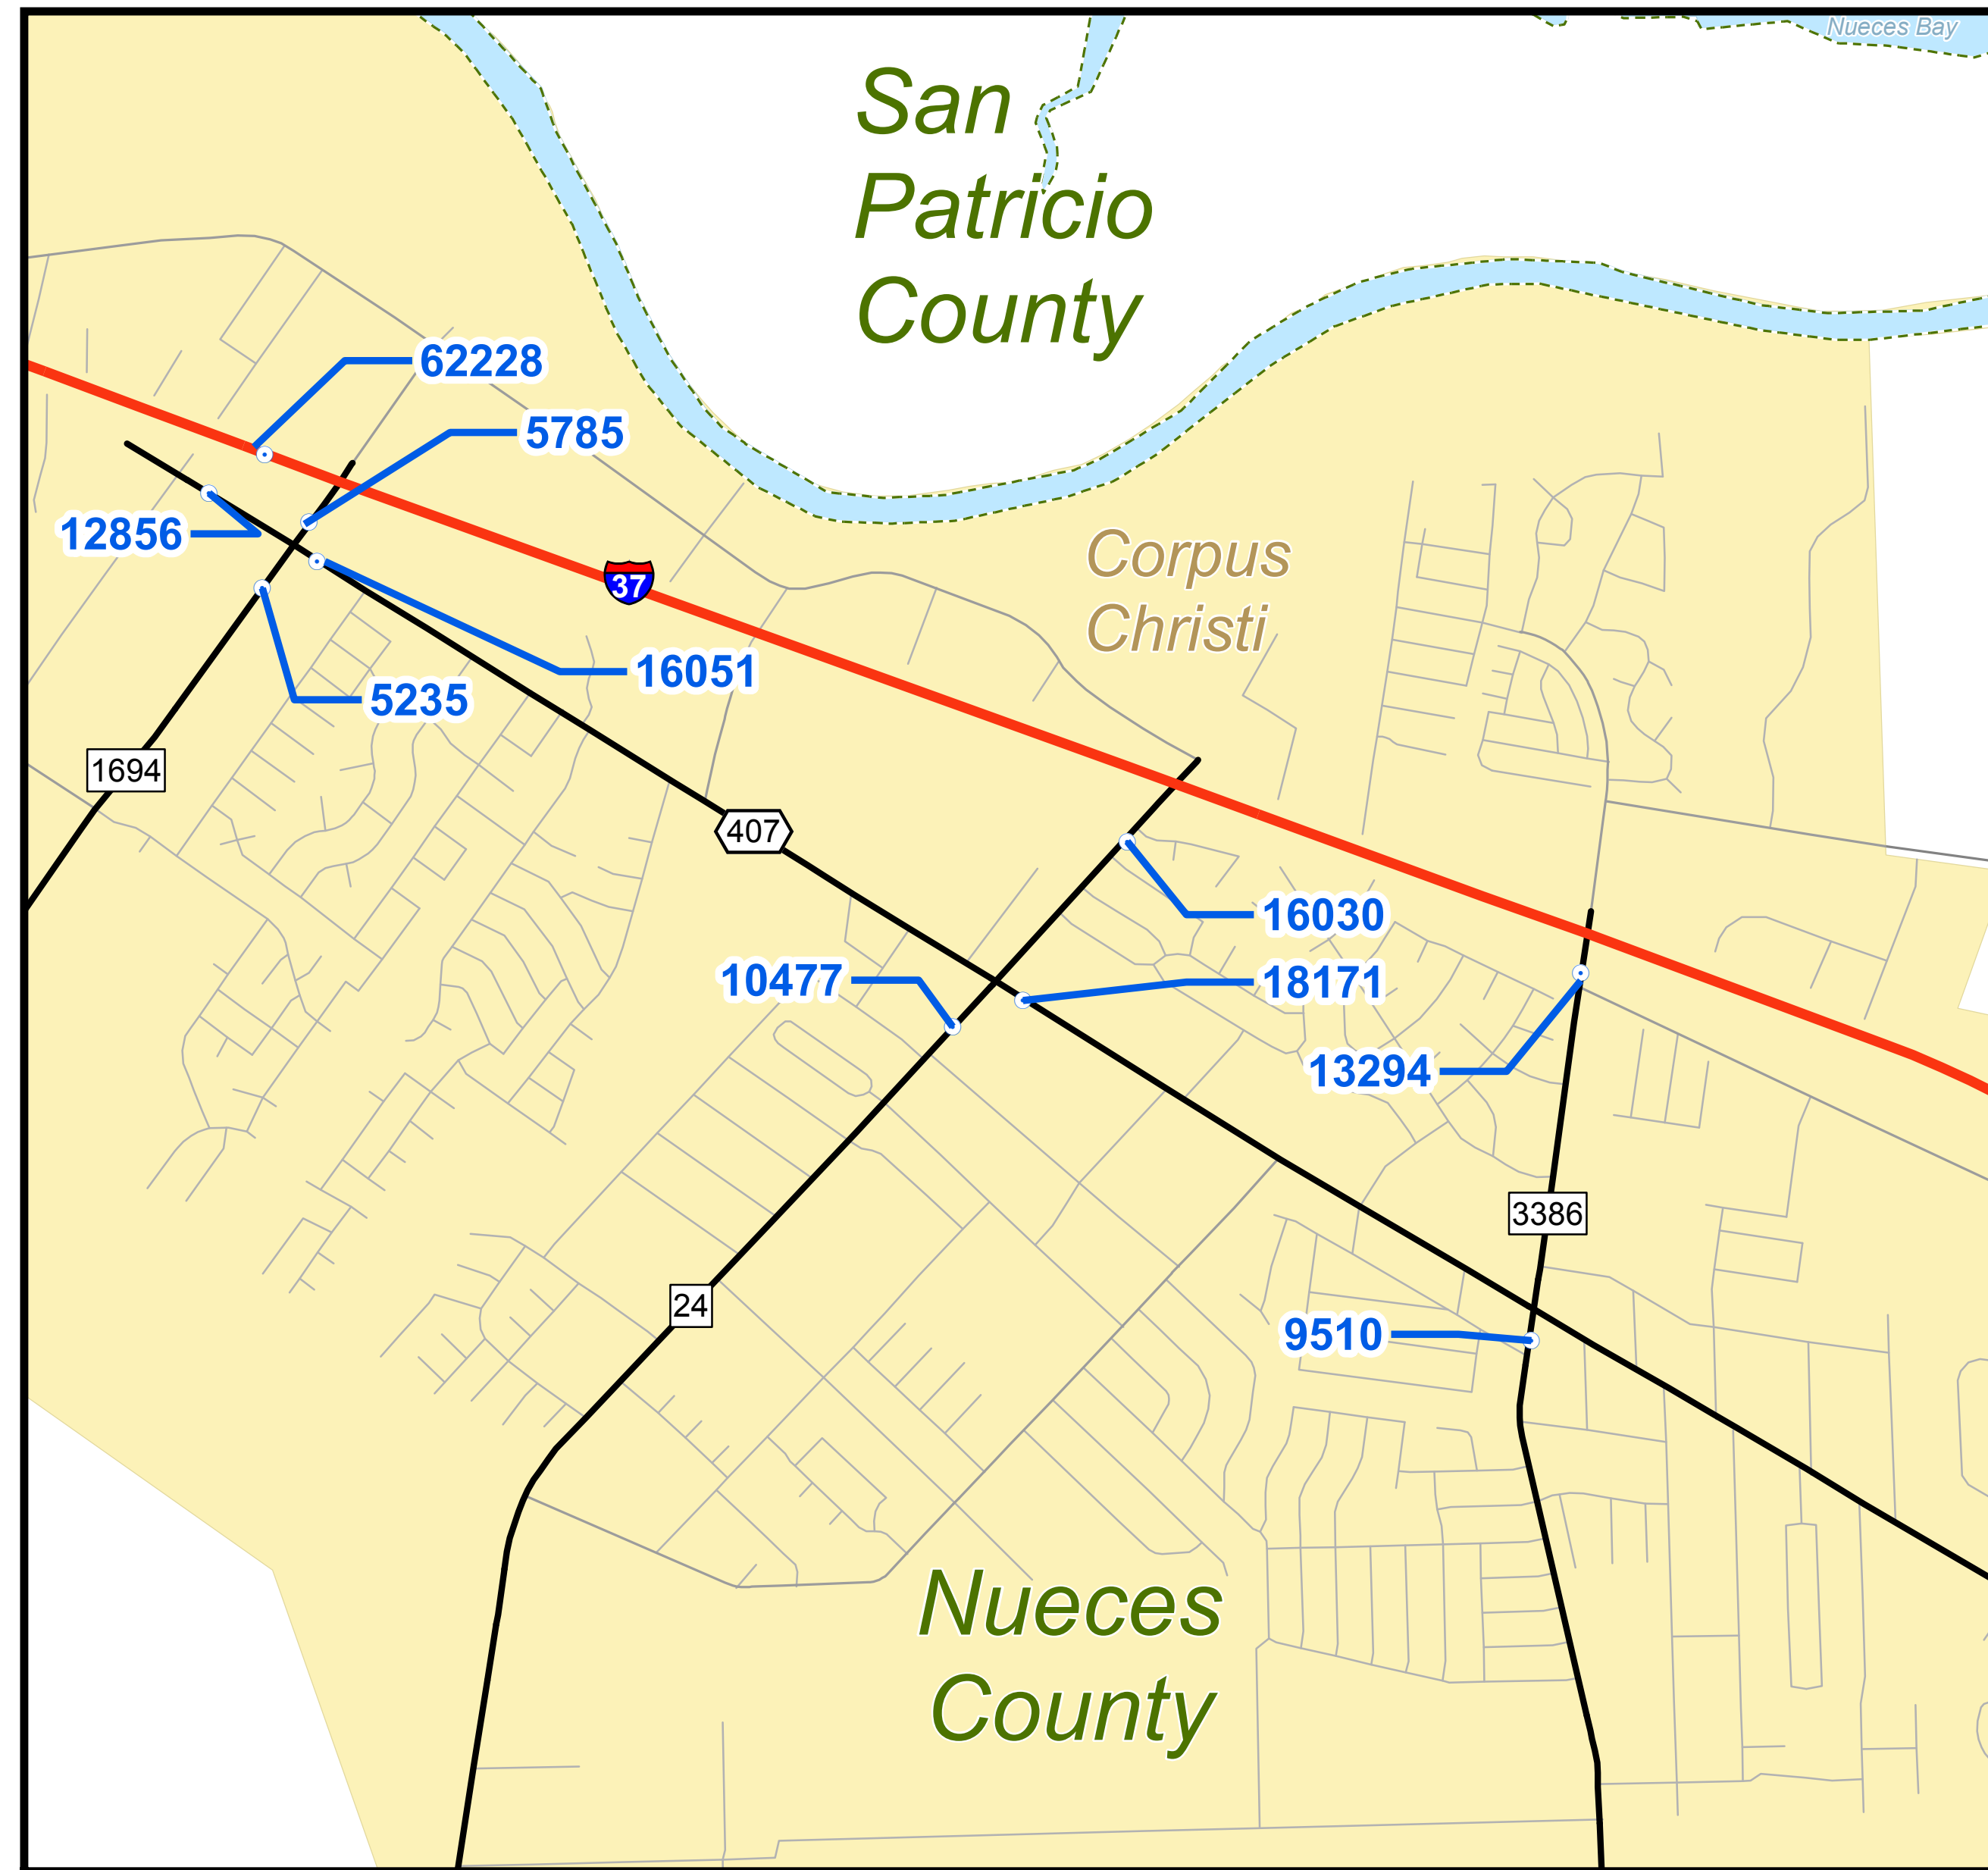 Nueces Bay
San
Patricio
County
62228
5785
12856
Corpus
Christi
37
16051
5235
1694
407
16030
10477
18171
13294
3386
24
9510
Nueces
County